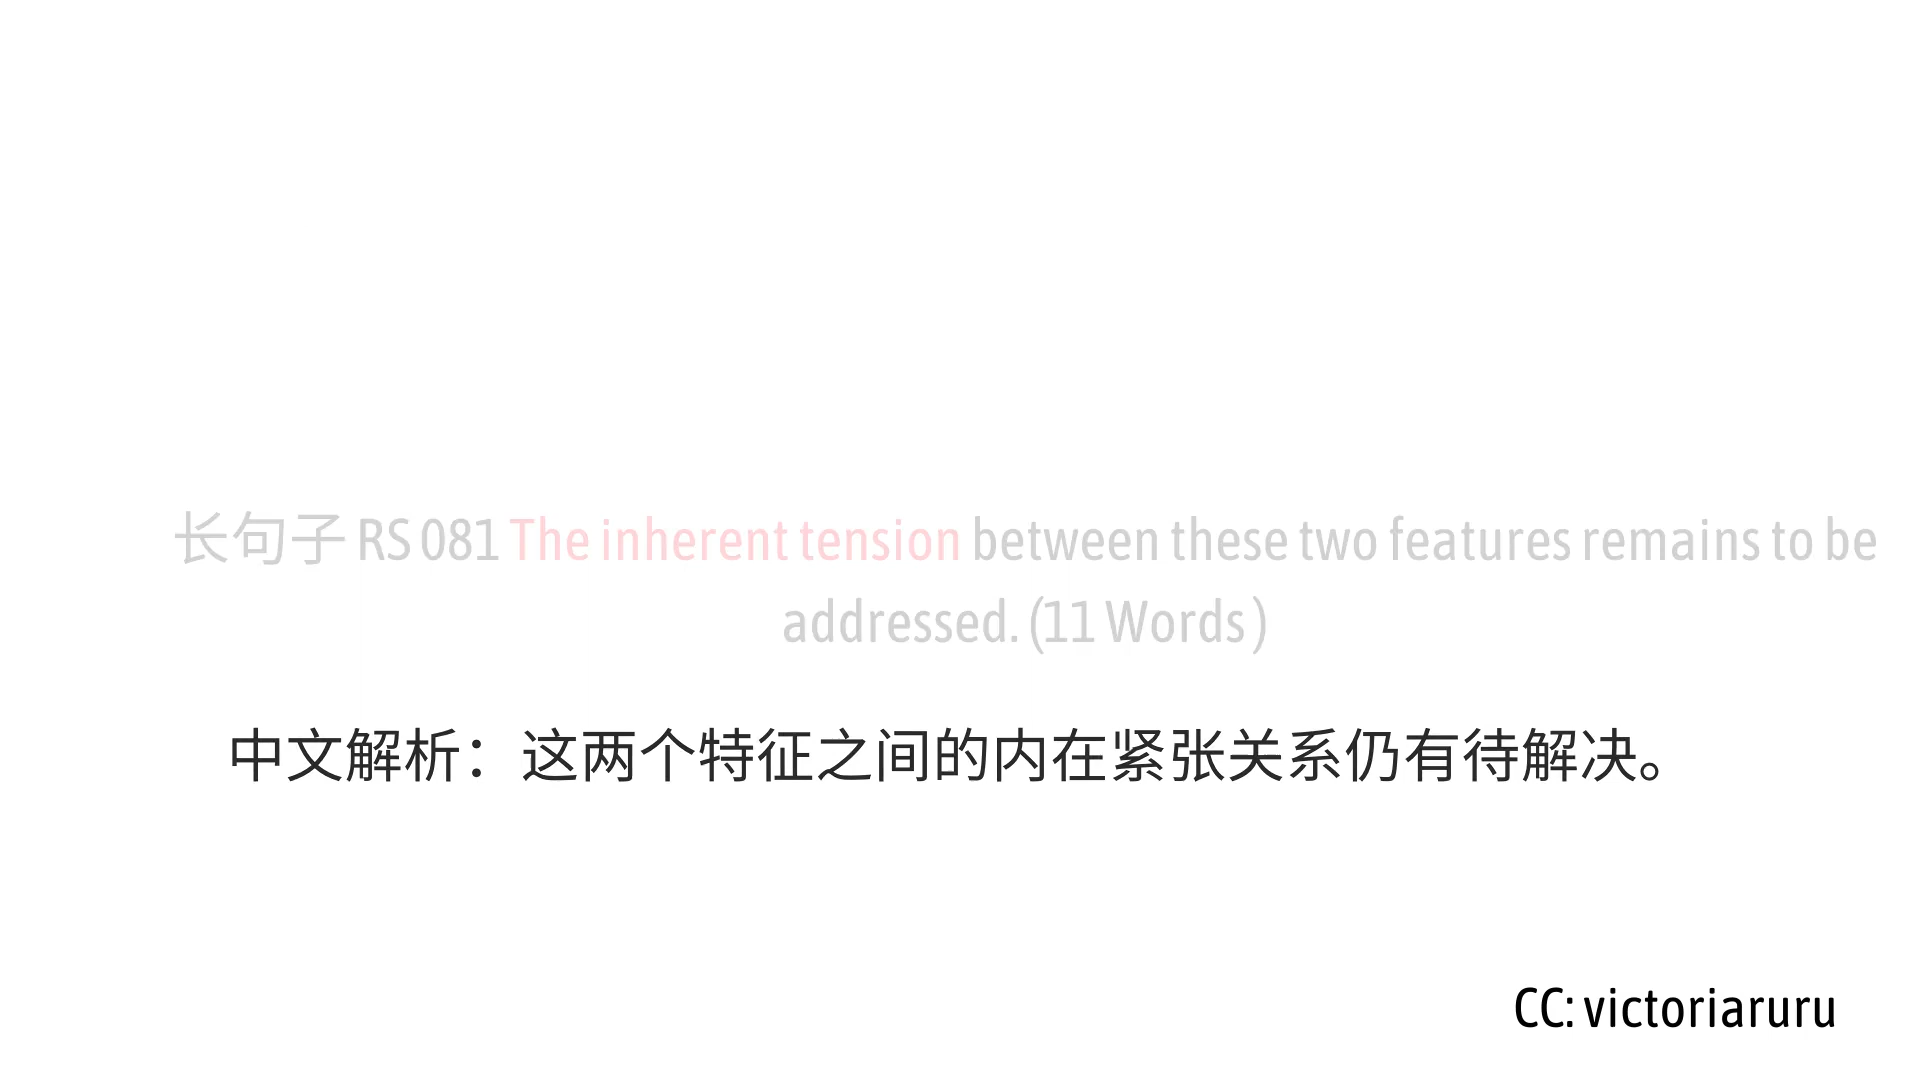 长句子 RS 081 The inherent tension between these two features remains to be
addressed. (11 Words )
中文解析：这两个特征之间的内在紧张关系仍有待解决。
CC: victoriaruru